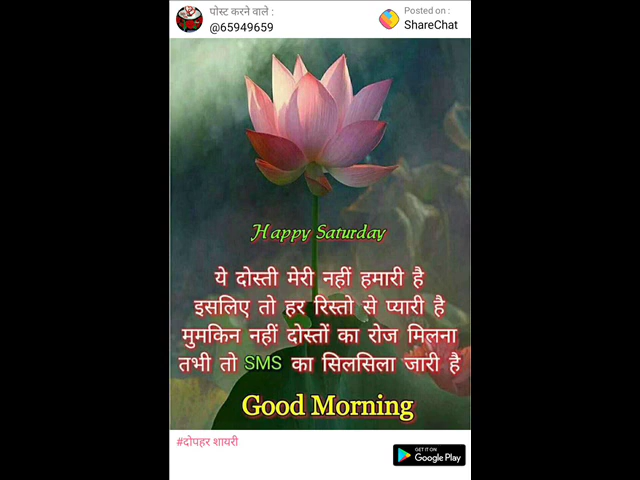 पोस्ट करने वाले :
@65949659
Posted on :
ShareChat
Happy Saturday
ये दोस्ती मेरी नहीं हमारी है
इसलिए तो हर रिस्तो से प्यारी है
मुमकिन नहीं दोस्तों का रोज मिलना
तभी तो SMS का सिलसिला जारी है
Good Morning
#दोपहर शायरी
GET IT ON
Google Play